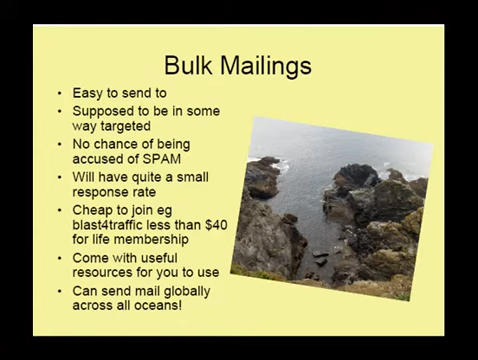 Bulk Mailings
• Easy to send to
• Supposed to be in some
way targeted
• No chance of being
accused of SPAM
• Will have quite a small
response rate
• Cheap to join eg
blast4traffic less than $40
for life membership
• Come with useful
resources for you to use
• Can send mail globally
across all oceans!